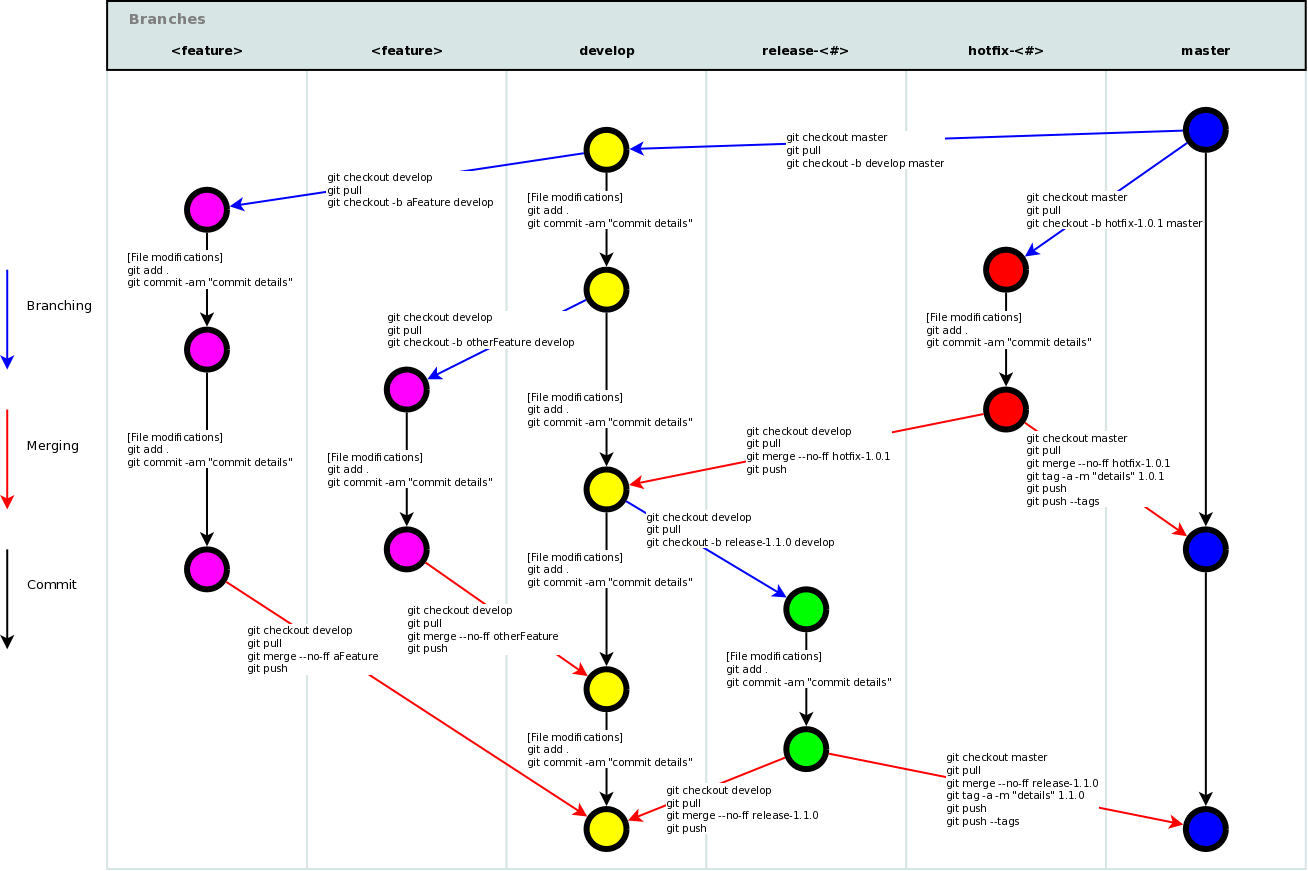 Branches
<feature>
<feature>
develop
release-<#>
hotfix-<#>
master
git checkout master
git pull
git checkout -b develop master
git checkout develop
git pull
git checkout -b aFeature develop
[File modifications]
git add .
git commit -am "commit details"
git checkout master
git pull
git checkout -b hotfix-1.0.1 master
[File modifications]
git add .
git commit -am "commit details"
Branching
git checkout develop
git pull
git checkout -b otherFeature develop
[File modifications]
git add .
git commit -am "commit details"
[File modifications]
git add .
git commit -am "commit details"
Merging
[File modifications]
git add .
git commit -am "commit details"
[File modifications]
git add .
git commit -am "commit details"
git checkout develop
git pull
git merge --no-ff hotfix-1.0.1
git push
git checkout master
git pull
git merge --no-ff hotfix-1.0.1
git tag -a -m "details" 1.0.1
git push
git push --tags
git checkout develop
git pull
git checkout -b release-1.1.0 develop
[File modifications]
git add .
git commit -am "commit details"
Commit
git checkout develop
git pull
git merge --no-ff aFeature
git push
git checkout develop
git pull
git merge --no-ff otherFeature
git push
[File modifications]
git add .
git commit -am "commit details"
[File modifications]
git add .
git commit -am "commit details"
git checkout develop
git pull
git merge --no-ff release-1.1.0
git push
git checkout master
git pull
git merge --no-ff release-1.1.0
git tag -a -m "details" 1.1.0
git push
git push --tags